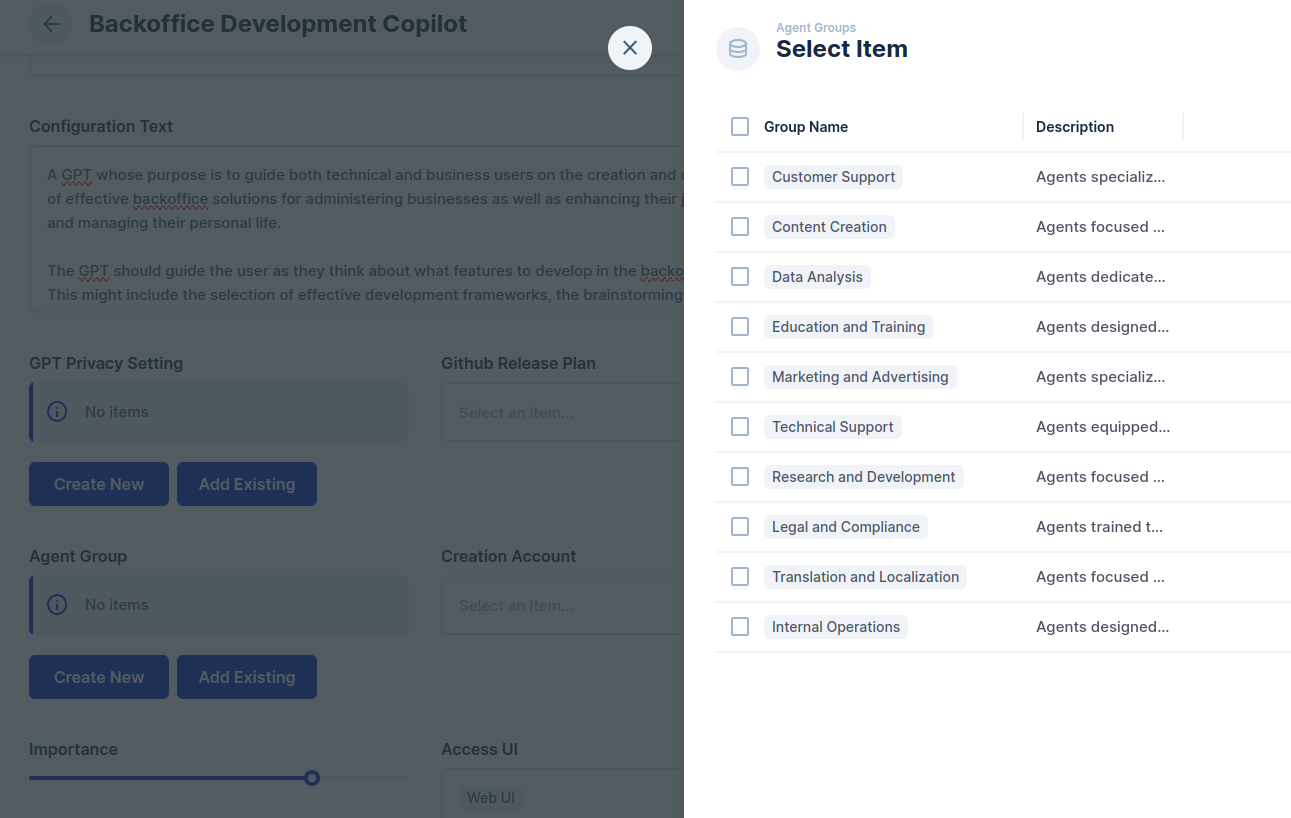 Backoffice Development Copilot
Configuration Text
A GPT whose purpose is to guide both technical and business users on the creation and
of effective backoffice solutions for administering businesses as well as enhancing their
and managing their personal life.
The GPT should guide the user as they think about what features to develop in the backo
This might include the selection of effective development frameworks, the brainstorming
GPT Privacy Setting
Github Release Plan
No items
Select an item...
Create New
Add Existing
Agent Group
Creation Account
No items
Select an item...
Create New
Add Existing
Importance
Access UI
Web UI
Agent Groups
Select Item
Group Name
Description
Customer Support
Agents specializ...
Content Creation
Agents focused ...
Data Analysis
Agents dedicate...
Education and Training
Agents designed...
Marketing and Advertising
Agents specializ...
Technical Support
Agents equipped...
Research and Development
Agents focused ...
Legal and Compliance
Agents trained t...
Translation and Localization
Agents focused ...
Internal Operations
Agents designed...